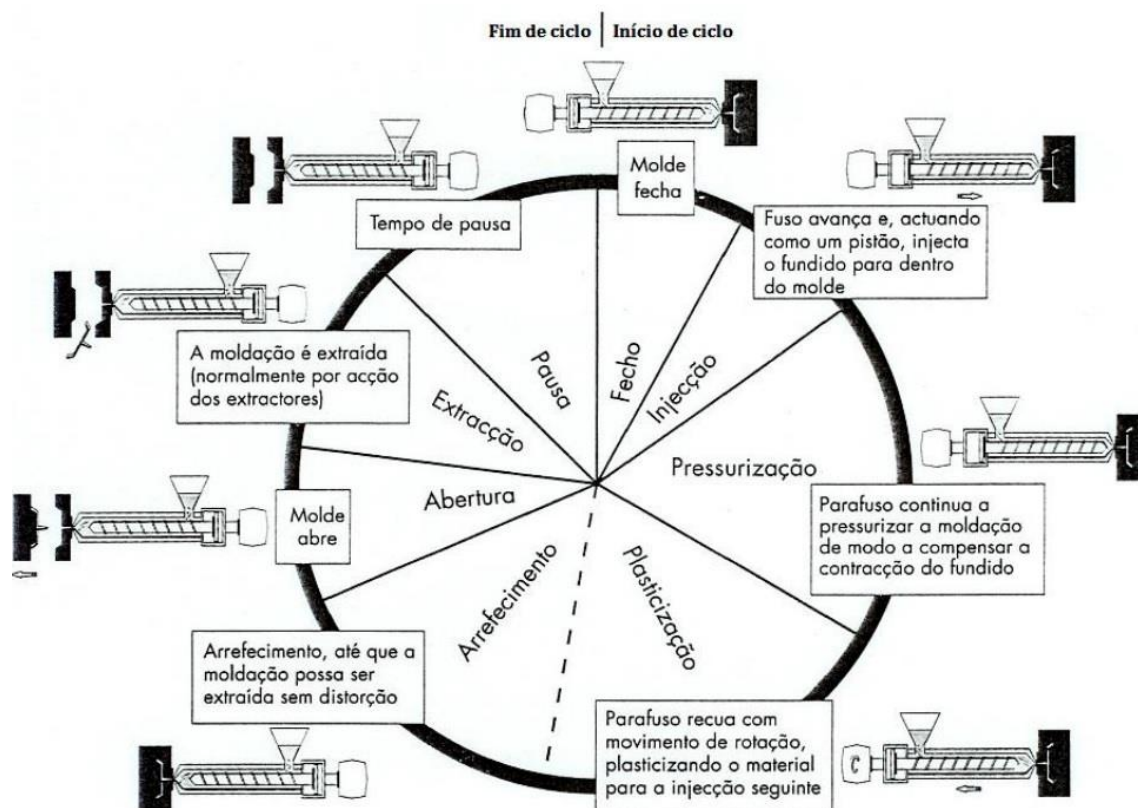 Fim de ciclo | Início de ciclo
Molde
fecha
Fuso avança e, actuando
como um pistão, injecta
o fundido para dentro
do molde
Tempo de pausa
A moldação é extraída
(normalmente por acção
dos extractores)
Pausa
Fecho
Injecção
Extracção
Pressurização
Abertura
Molde
abre
Parafuso continua a
pressurizar a moldação
de modo a compensar a
contracção do fundido
Arrefecimento
Plasticização
Arrefecimento, até que a
moldação possa ser
extraída sem distorção
Parafuso recua com
movimento de rotação,
plasticizando o material
para a injecção seguinte